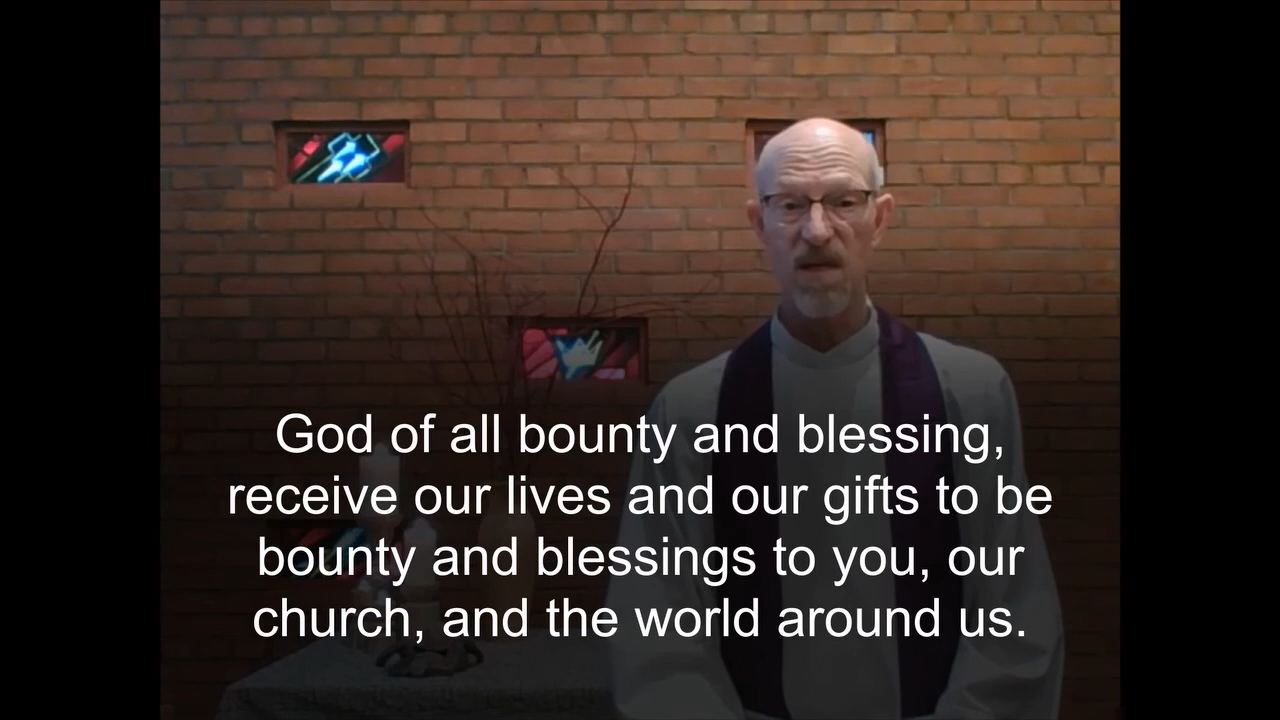 God of all bounty and blessing,
receive our lives and our gifts to be
bounty and blessings to you, our
church, and the world around us.